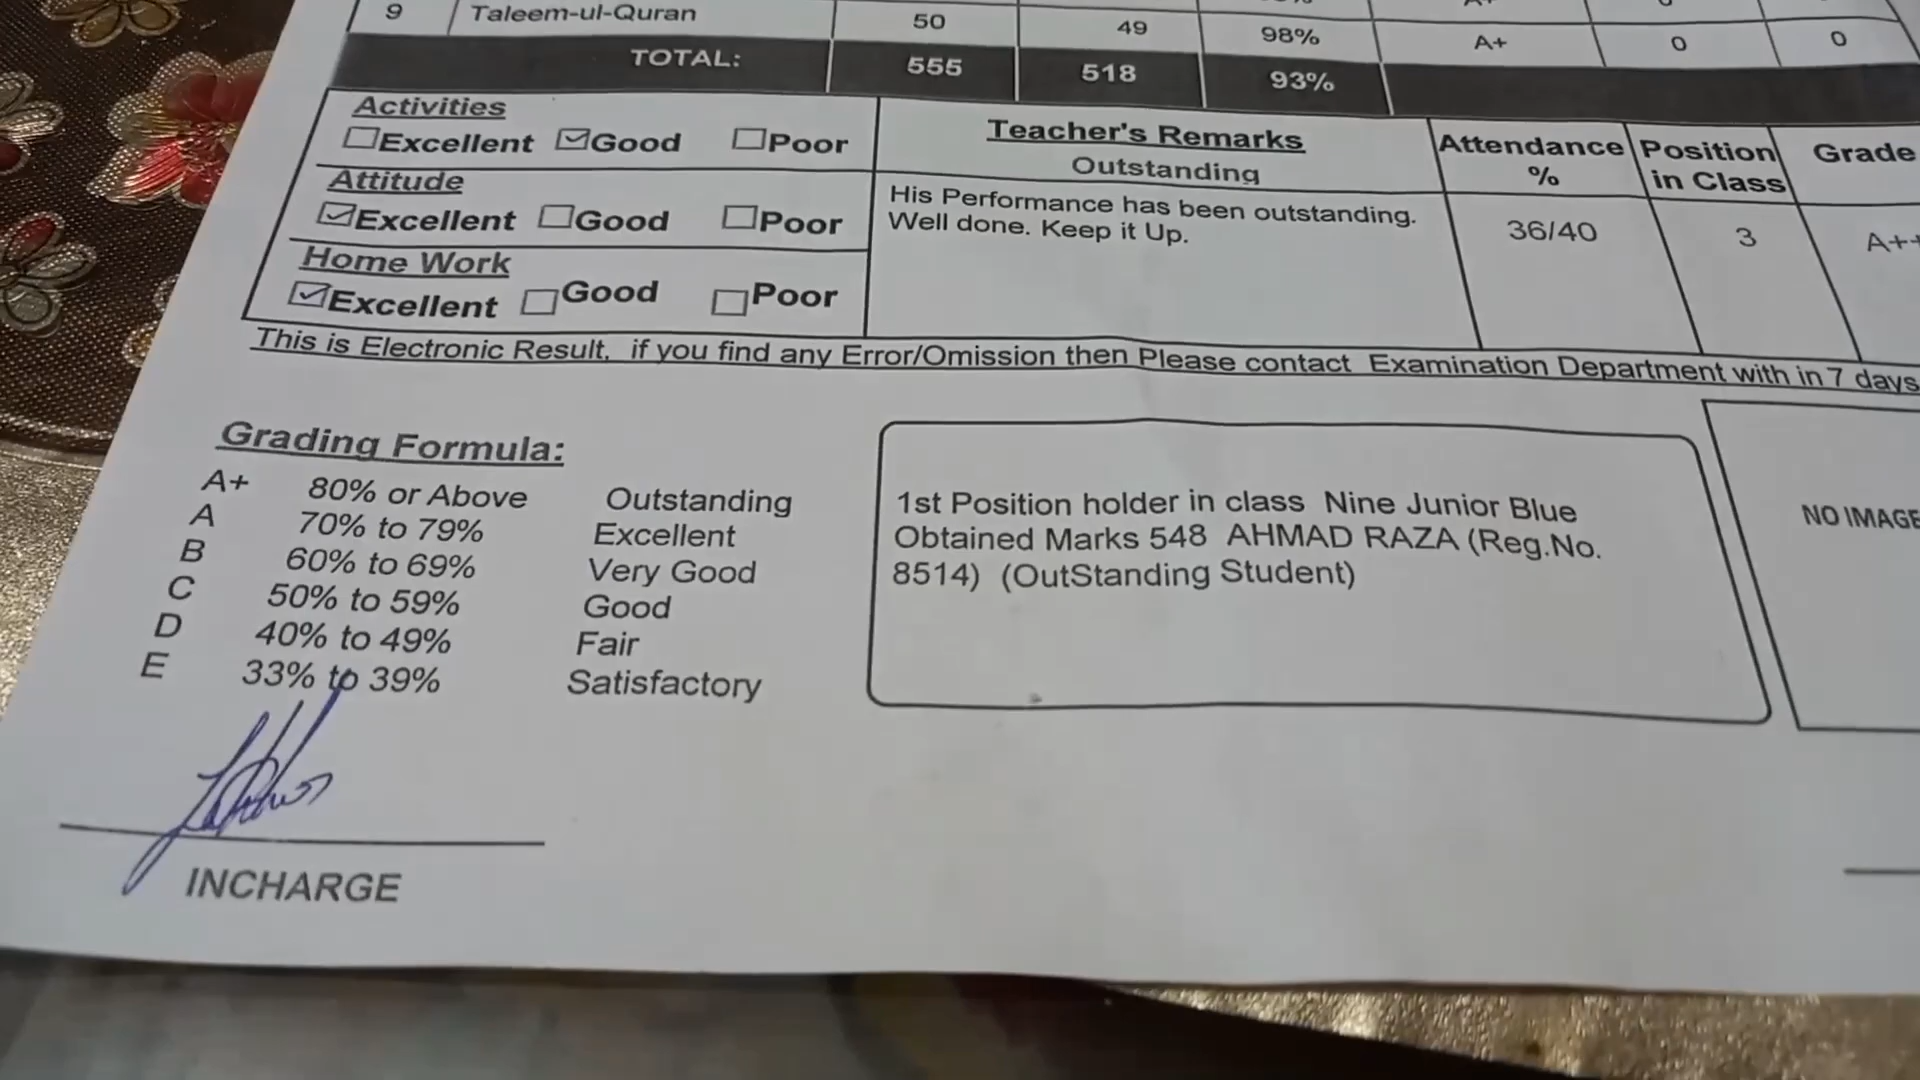 9 Taleem-ul-Quran 50 49 98% A+ 0 0
TOTAL: 555 518 93%
Activities
Excellent Good Poor
Attitude
Excellent Good Poor
Home Work
Excellent Good Poor
Teacher's Remarks
Outstanding
His Performance has been outstanding.
Well done. Keep it Up.
Attendance
%
36/40
Position
in Class
3
Grade
This is Electronic Result, if you find any Error/Omission then Please contact Examination Department with in 7 days
Grading Formula:
A+ 80% or Above Outstanding
A 70% to 79% Excellent
B 60% to 69% Very Good
C 50% to 59% Good
D 40% to 49% Fair
E 33% to 39% Satisfactory
1st Position holder in class Nine Junior Blue
Obtained Marks 548 AHMAD RAZA (Reg.No.
8514) (OutStanding Student)
NO IMAGE
INCHARGE